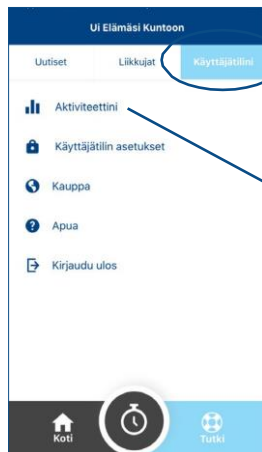 Ui Elämäsi Kuntoon
Uutiset
Liikkujat
Käyttäjätilini
Aktiviteettini
Käyttäjätilin asetukset
Kauppa
Apua
Kirjaudu ulos
Koti
Tutki